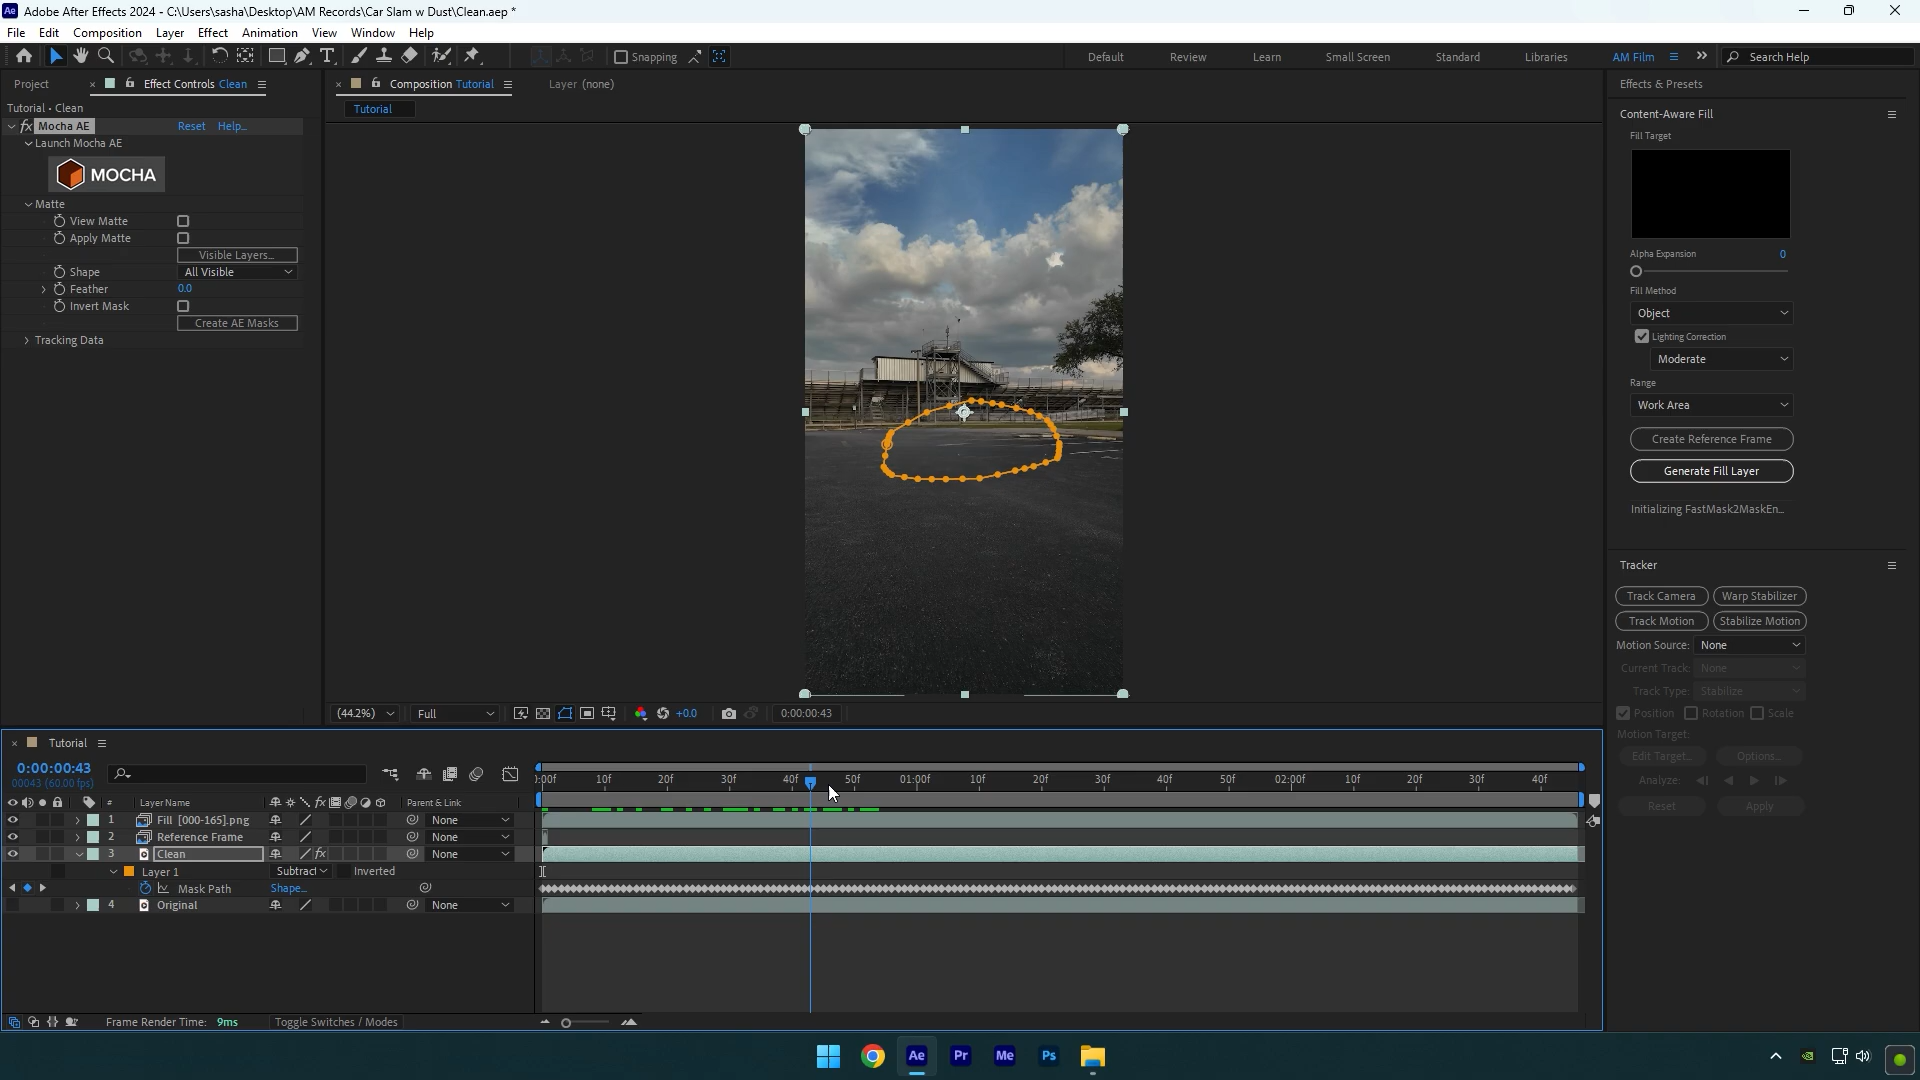 Ae Adobe After Effects 2024 - C:\Users\sasha\Desktop\AM Records\Car Slam w Dust\Clean.aep *
File Edit Composition Layer Effect Animation View Window Help
Snapping
Default Review Learn Small Screen Standard Libraries AM Film Search Help
Project Effect Controls Clean
Composition Tutorial Layer (none)
Effects & Presets
Tutorial • Clean
Tutorial
fx Mocha AE Reset Help...
Launch Mocha AE
MOCHA
Matte
View Matte
Apply Matte
Visible Layers...
Shape All Visible
Feather 0.0
Invert Mask
Create AE Masks
Tracking Data
Content-Aware Fill
Fill Target
Alpha Expansion 0
Fill Method
Object
Lighting Correction
Moderate
Range
Work Area
Create Reference Frame
Generate Fill Layer
Initializing FastMask2MaskEn...
Tracker
Track Camera Warp Stabilizer
Track Motion Stabilize Motion
Motion Source: None
Current Track: None
Track Type: Stabilize
Position Rotation Scale
Motion Target:
Edit Target... Options...
Analyze:
Reset Apply
(44.2%) Full +0.0 0:00:00:43
Tutorial
0:00:00:43
00043 (60.00 fps)
:00f 10f 20f 30f 40f 50f 01:00f 10f 20f 30f 40f 50f 02:00f 10f 20f 30f 40f
# Layer Name fx Parent & Link
1 Fill [000-165].png None
2 Reference Frame None
3 Clean fx None
Layer 1 Subtract Inverted
Mask Path Shape...
4 Original None
Frame Render Time: 9ms Toggle Switches / Modes
Ae Pr Me Ps